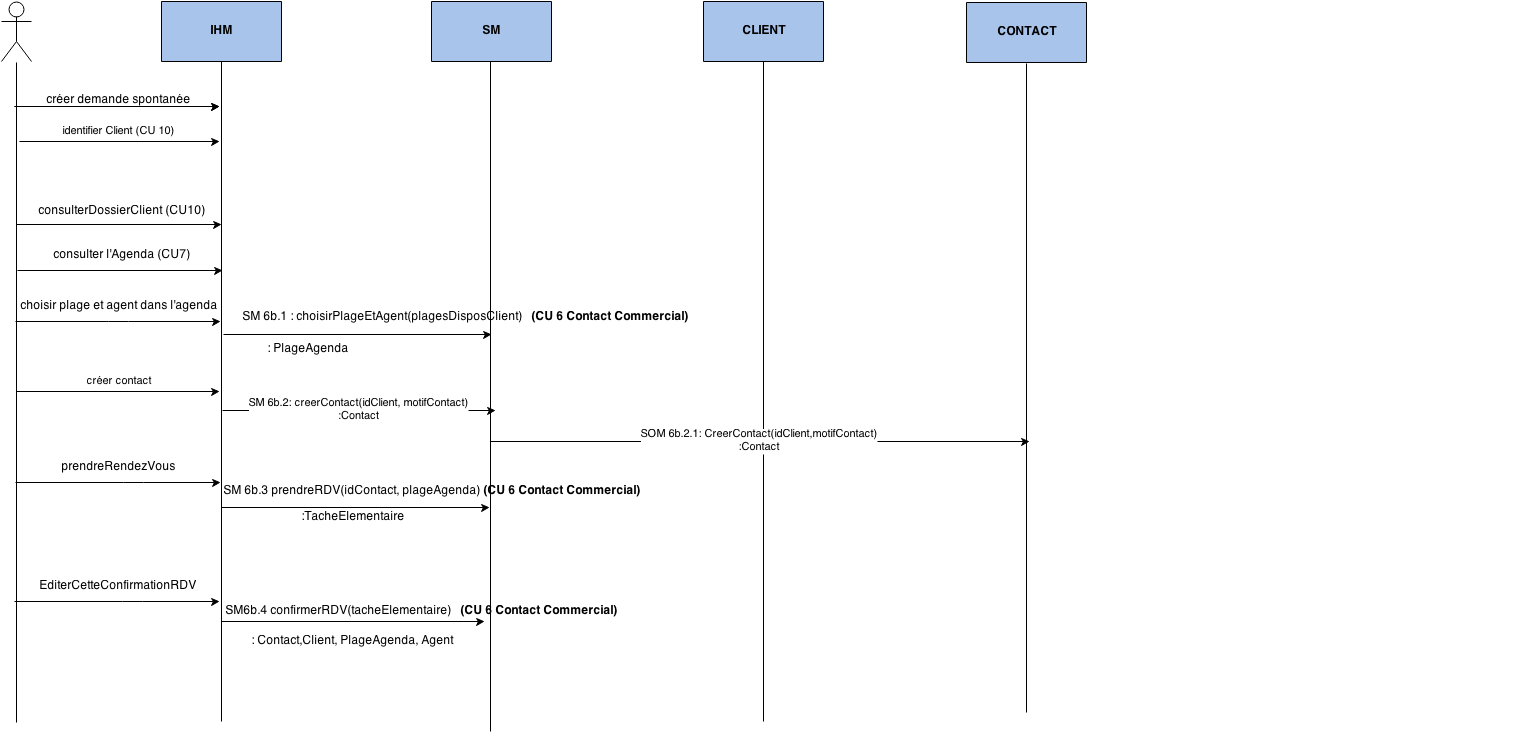 IHM
SM
CLIENT
CONTACT
créer demande spontanée
identifier Client (CU 10)
consulterDossierClient (CU10)
consulter l'Agenda (CU7)
choisir plage et agent dans l'agenda
SM 6b.1 : choisirPlageEtAgent(plagesDisposClient) (CU 6 Contact Commercial)
: PlageAgenda
créer contact
SM 6b.2: creerContact(idClient, motifContact)
:Contact
SOM 6b.2.1: CreerContact(idClient,motifContact)
:Contact
prendreRendezVous
SM 6b.3 prendreRDV(idContact, plageAgenda) (CU 6 Contact Commercial)
:TacheElementaire
EditerCetteConfirmationRDV
SM6b.4 confirmerRDV(tacheElementaire) (CU 6 Contact Commercial)
: Contact,Client, PlageAgenda, Agent